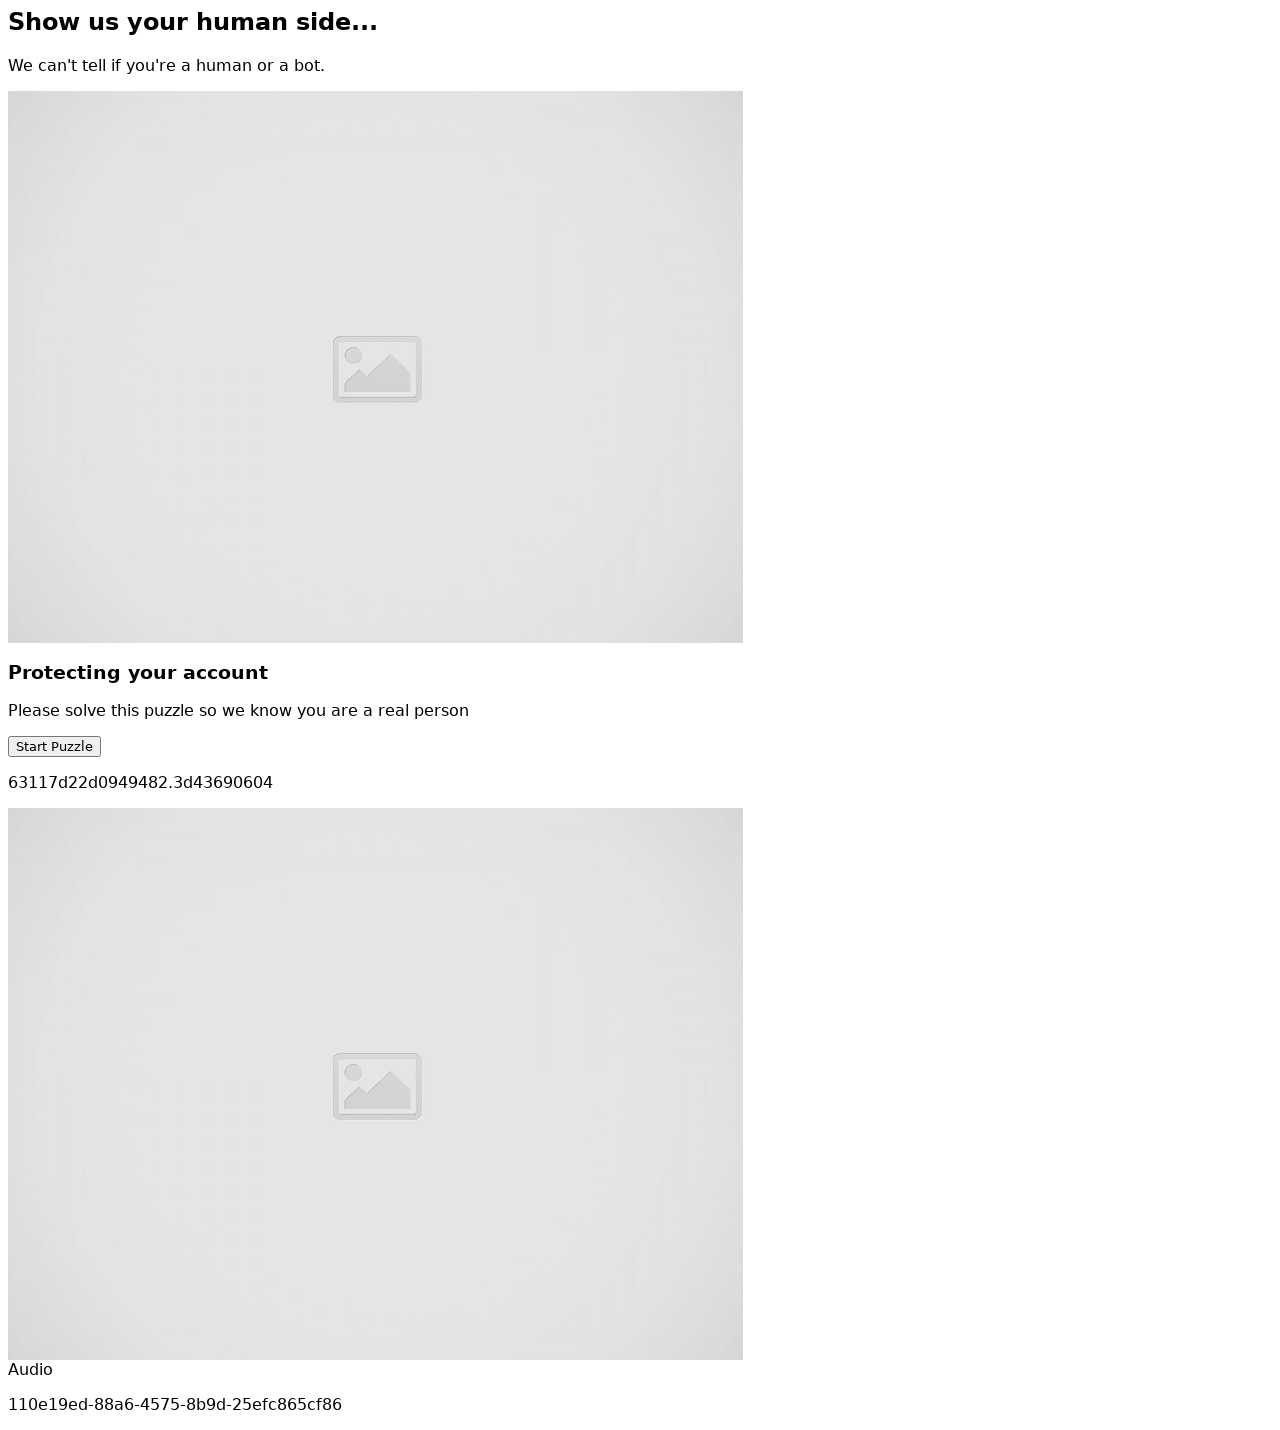 Show us your human side...
We can't tell if you're a human or a bot.
Protecting your account
Please solve this puzzle so we know you are a real person
Start Puzzle
63117d22d0949482.3d43690604
Audio
110e19ed-88a6-4575-8b9d-25efc865cf86